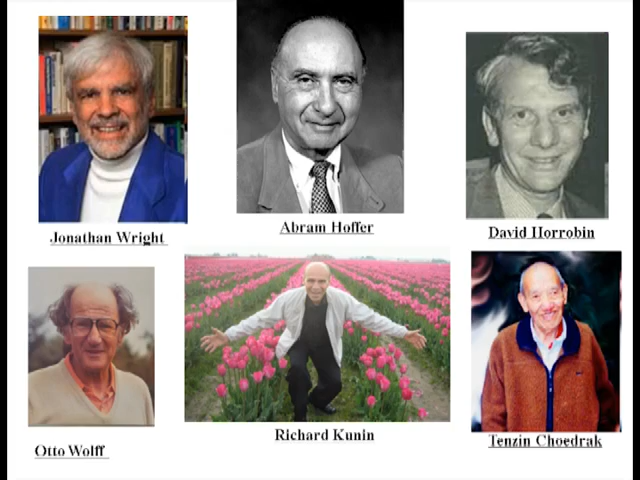 Jonathan Wright
Abram Hoffer
David Horrobin
Otto Wolff
Richard Kunin
Tenzin Choedrak